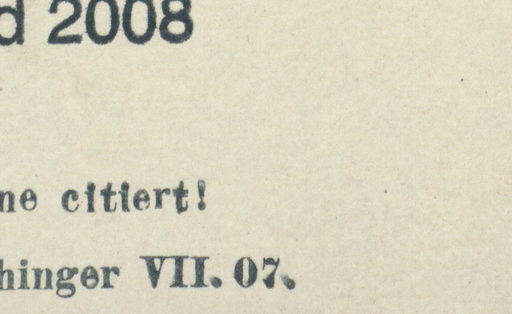 d 2008
ne citiert!
hinger VII. 07.